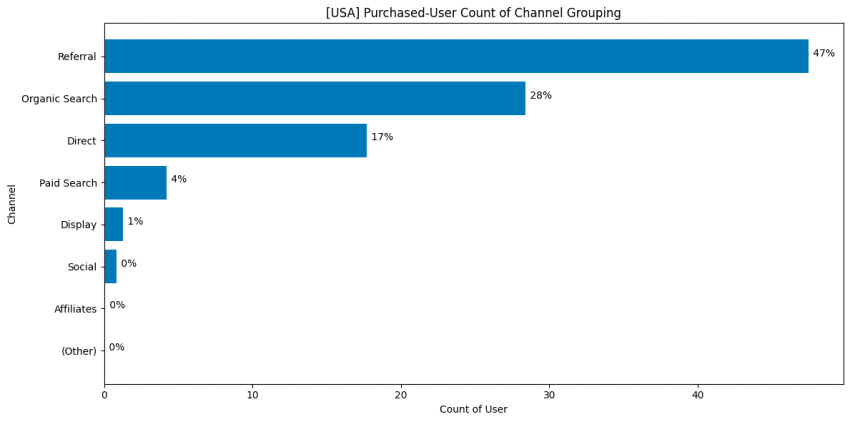 [USA] Purchased-User Count of Channel Grouping
Referral 47%
Organic Search 28%
Direct 17%
Paid Search 4%
Display 1%
Social 0%
Affiliates 0%
(Other) 0%
Channel
0 10 20 30 40
Count of User